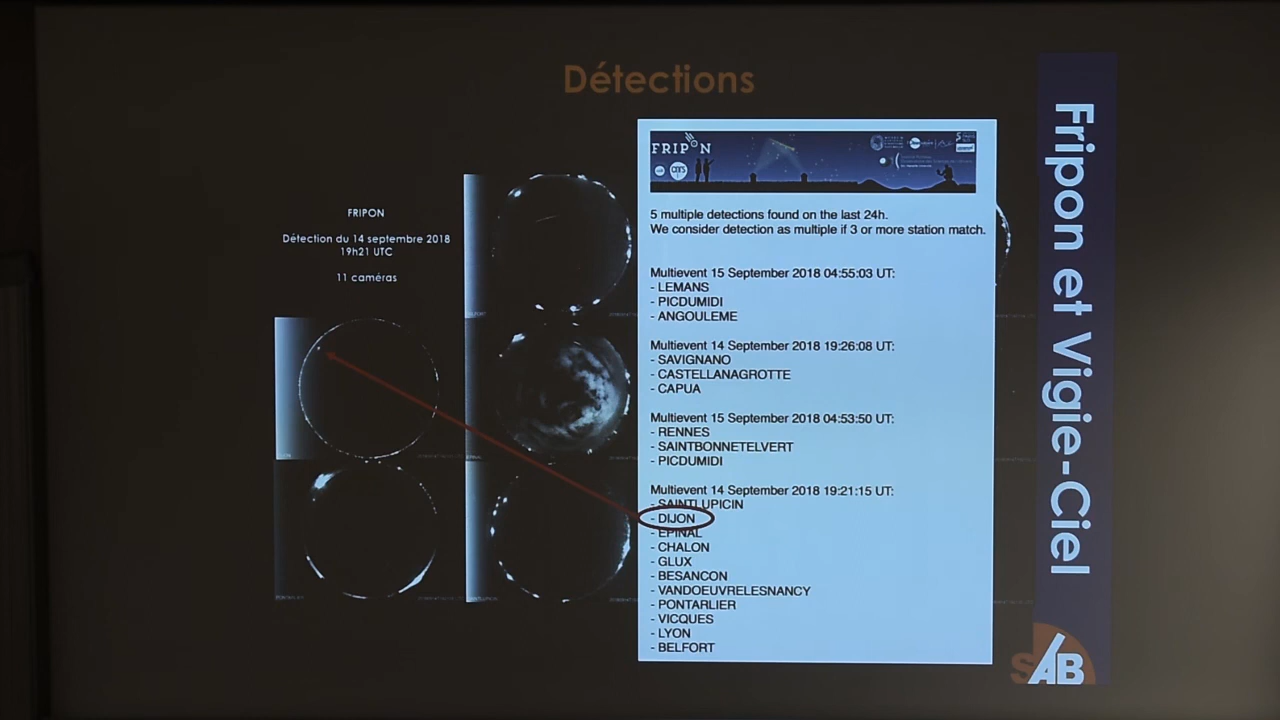 Détections
FRIPON
Détection du 14 septembre 2018
19h21 UTC
11 caméras
FRIPON
5 multiple detections found on the last 24h.
We consider detection as multiple if 3 or more station match.
Multievent 15 September 2018 04:55:03 UT:
- LEMANS
- PICDUMIDI
- ANGOULEME
Multievent 14 September 2018 19:26:08 UT:
- SAVIGNANO
- CASTELLANAGROTTE
- CAPUA
Multievent 15 September 2018 04:53:50 UT:
- RENNES
- SAINTBONNETELVERT
- PICDUMIDI
Multievent 14 September 2018 19:21:15 UT:
- SAINTLUPICIN
- DIJON
- EPINAL
- CHALON
- GLUX
- BESANCON
- VANDOEUVRELESNANCY
- PONTARLIER
- VICQUES
- LYON
- BELFORT
Fripon et Vigie-Ciel
SAB